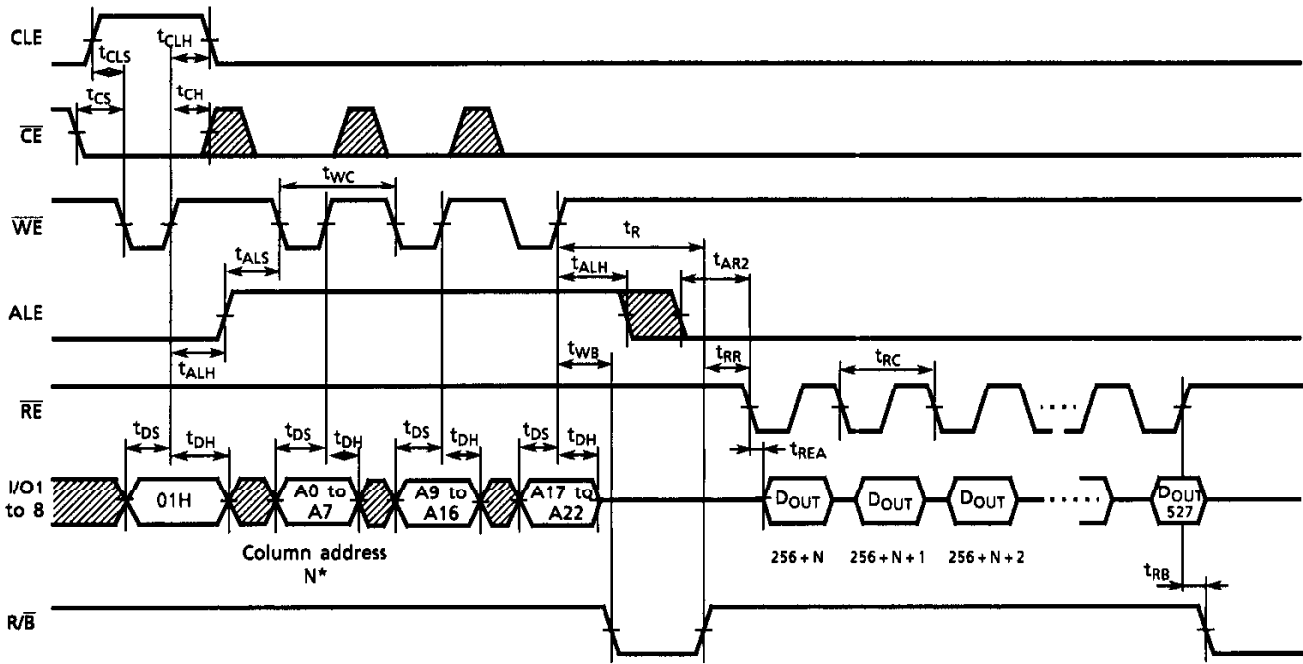 CLE
tCLS
tCLH
CE
tCS
tCH
WE
tWC
tR
tALS
tALH
tAR2
ALE
tALH
tWB
tRR
tRC
RE
tDS
tDH
tDS
tDH
tDS
tDH
tDS
tDH
tREA
I/O1
to 8
01H
A0 to
A7
A9 to
A16
A17 to
A22
DOUT
DOUT
DOUT
DOUT
527
Column address
N*
256 + N
256 + N + 1
256 + N + 2
tRB
R/B